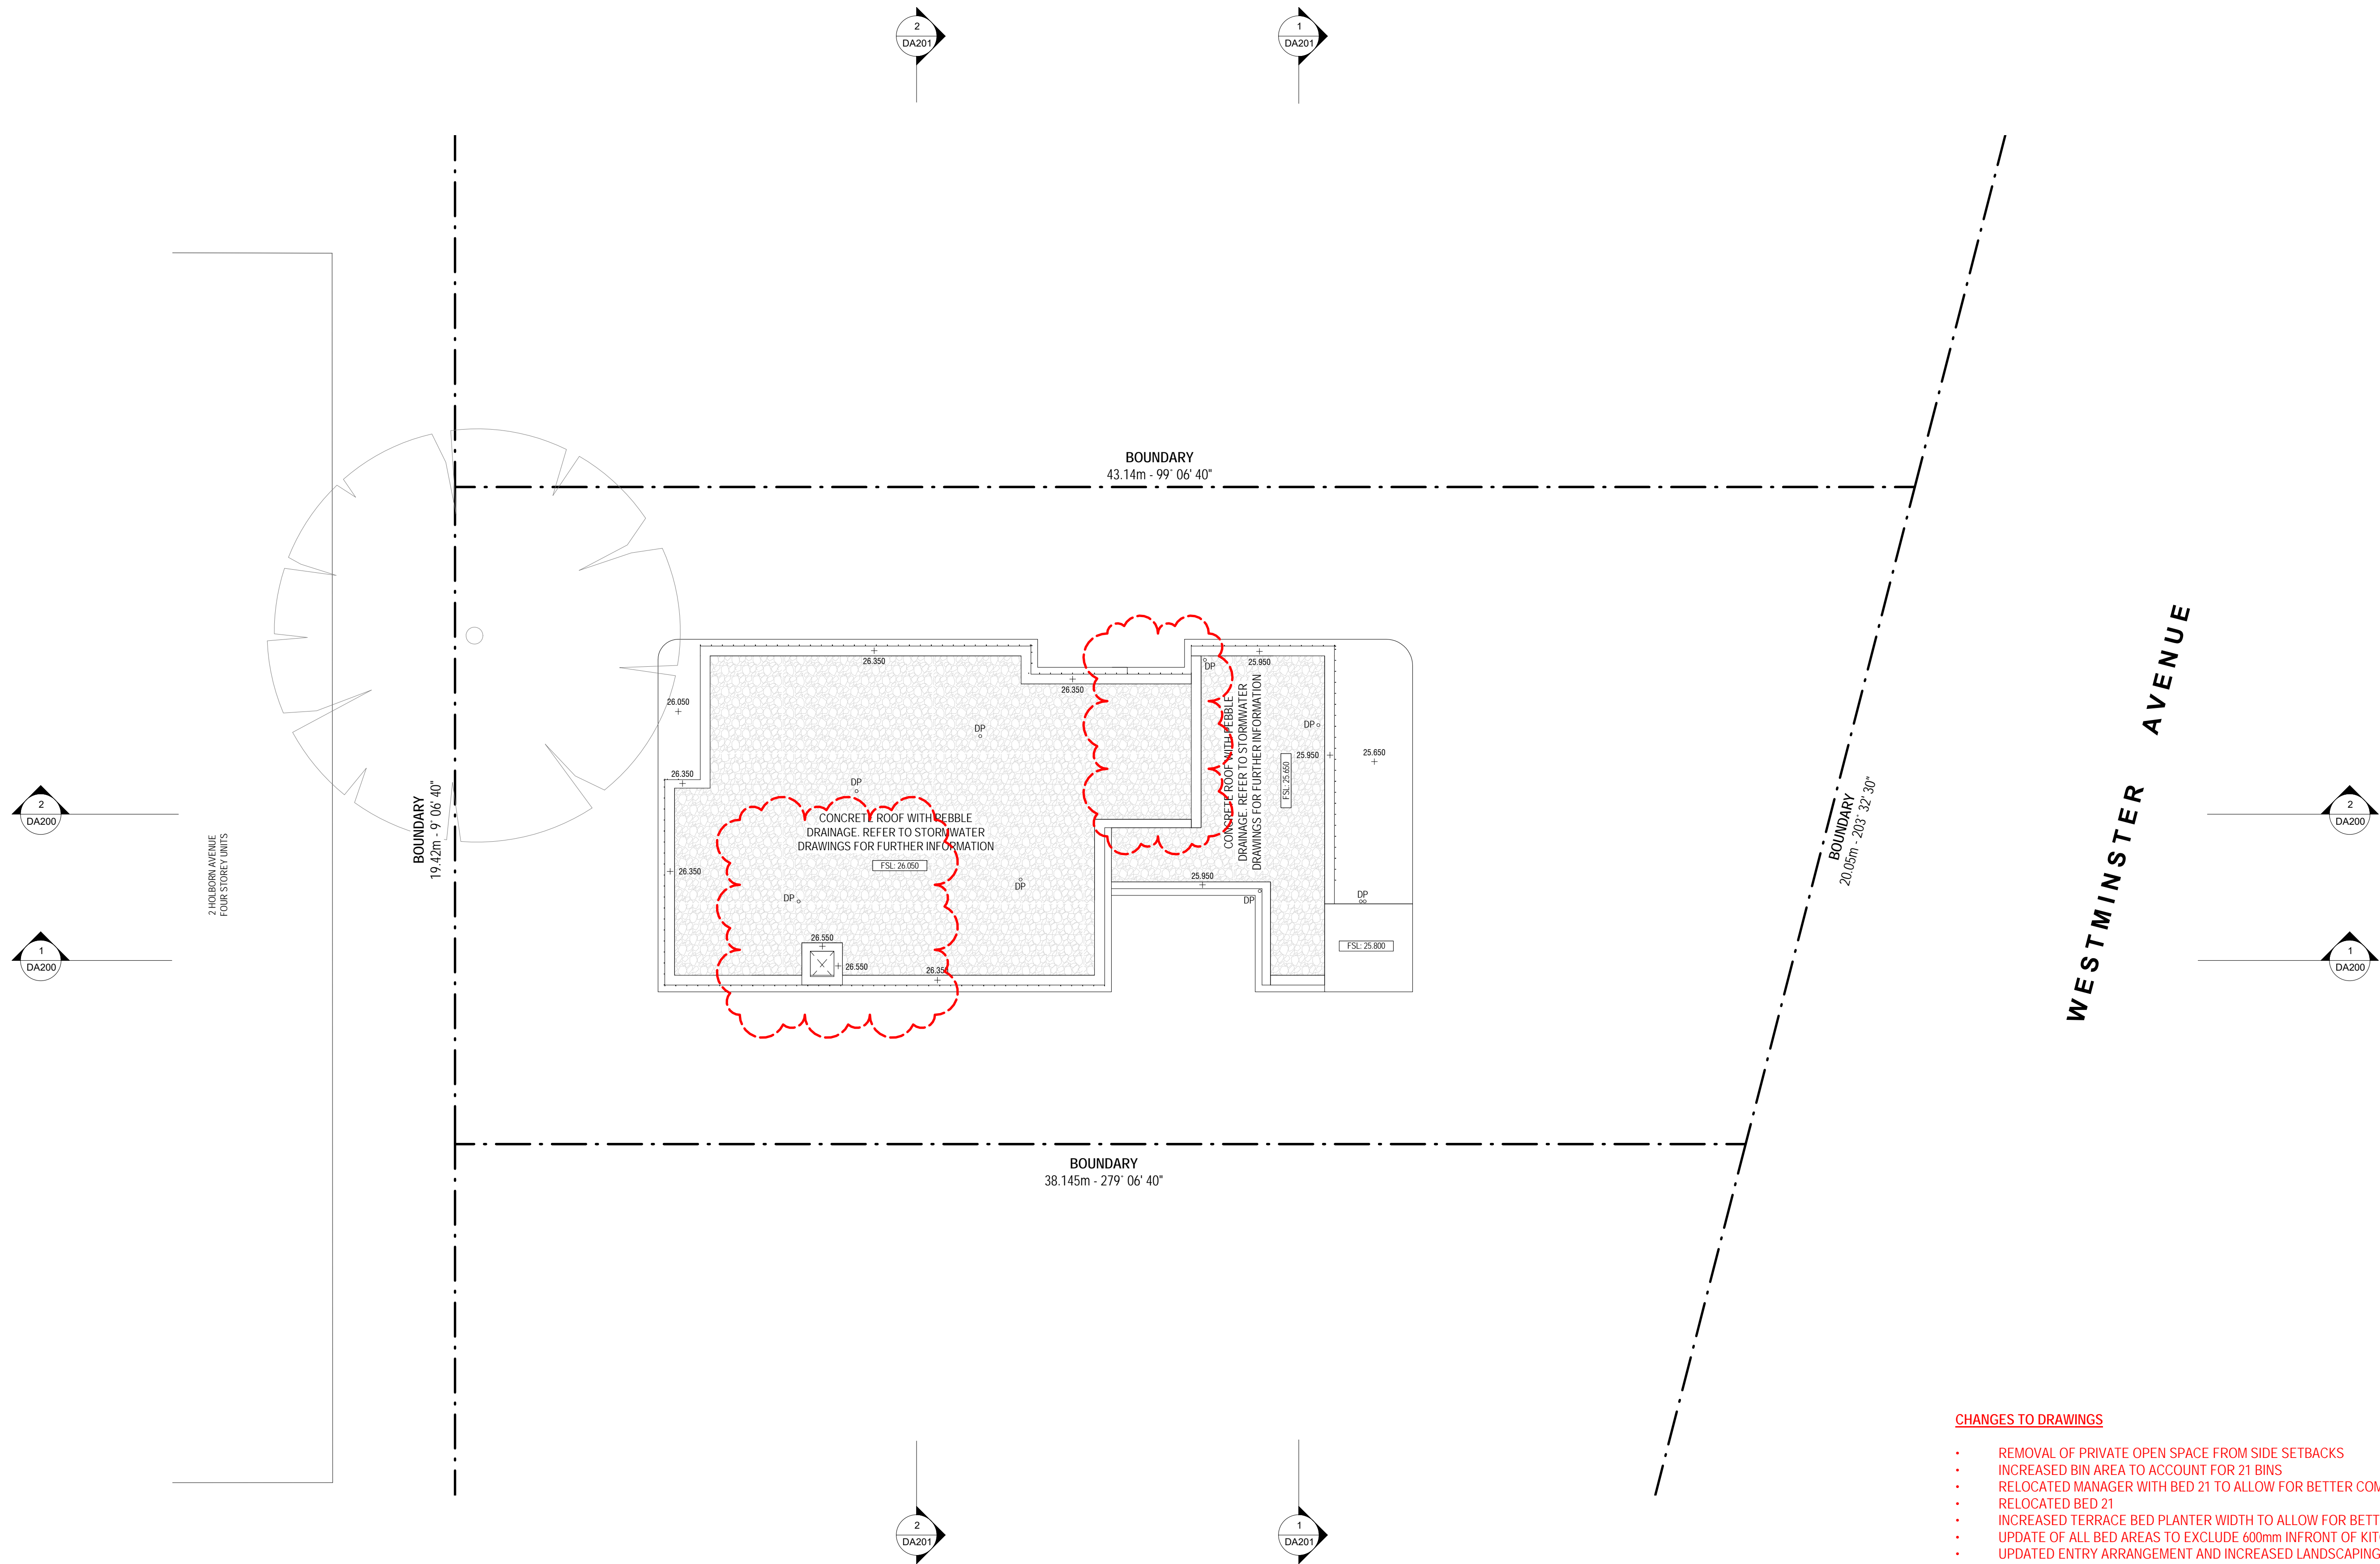 2
DA201
1
DA201
BOUNDARY
43.14m - 99° 06' 40"
WESTMINSTER AVENUE
26.350
25.950
DP
26.350
26.050
DP
DP
25.950
25.650
CONCRETE ROOF WITH PEBBLE
DRAINAGE. REFER TO STORMWATER
DRAWINGS FOR FURTHER INFORMATION
FSL: 25.650
26.350
DP
2
DA200
BOUNDARY
19.42m - 9° 06' 40"
CONCRETE ROOF WITH PEBBLE
DRAINAGE. REFER TO STORMWATER
DRAWINGS FOR FURTHER INFORMATION
FSL: 26.050
BOUNDARY
20.05m - 203° 32' 30"
2
DA200
2 HOLBORN AVENUE
FOUR STOREY UNITS
26.350
DP
25.950
DP
DP
DP
26.550
26.550
26.350
FSL: 25.800
1
DA200
1
DA200
BOUNDARY
38.145m - 279° 06' 40"
CHANGES TO DRAWINGS
• REMOVAL OF PRIVATE OPEN SPACE FROM SIDE SETBACKS
• INCREASED BIN AREA TO ACCOUNT FOR 21 BINS
• RELOCATED MANAGER WITH BED 21 TO ALLOW FOR BETTER
• RELOCATED BED 21
• INCREASED TERRACE BED PLANTER WIDTH TO ALLOW FOR
• UPDATE OF ALL BED AREAS TO EXCLUDE 600mm INFRONT OF
• UPDATED ENTRY ARRANGEMENT AND INCREASED LANDSCAPING
2
DA201
1
DA201